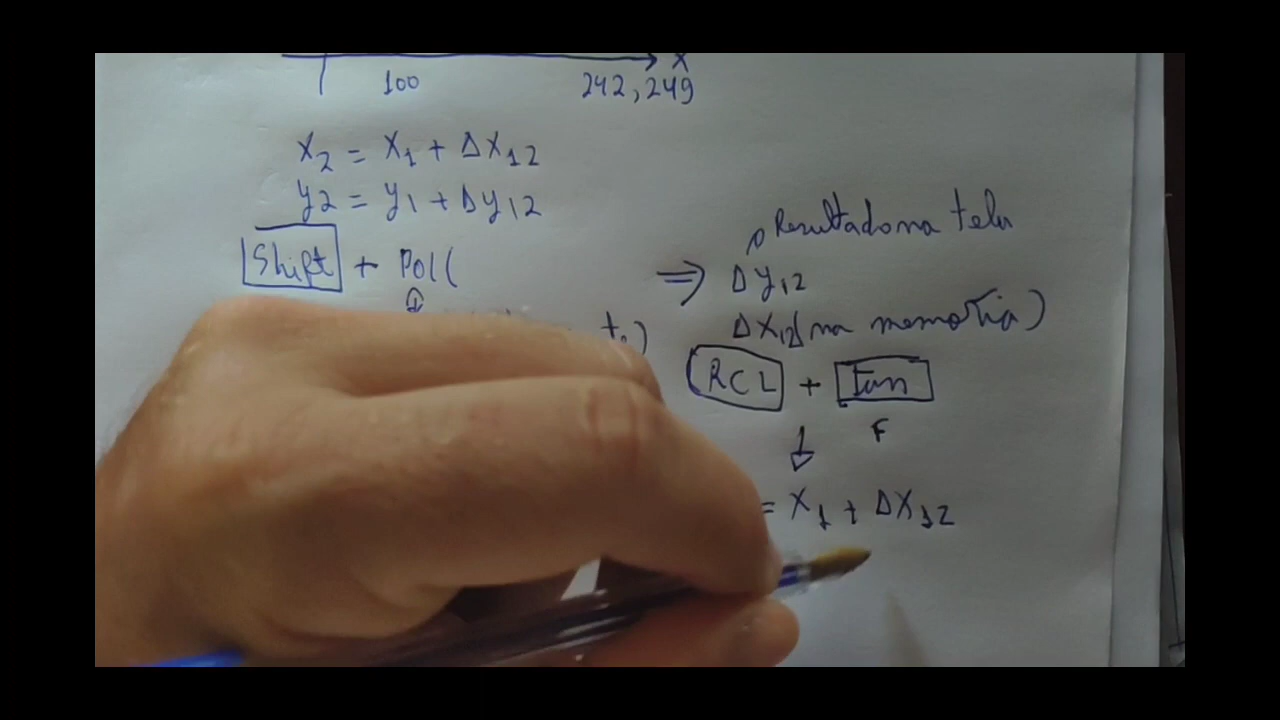 x
100 242,249
x2 = x1 + Δx12
y2 = y1 + Δy12
Shift + Pol(
⇒ Resultado na tela
Δy12
Δx12 (na memória)
RCL + tan
F
= x1 + Δx12